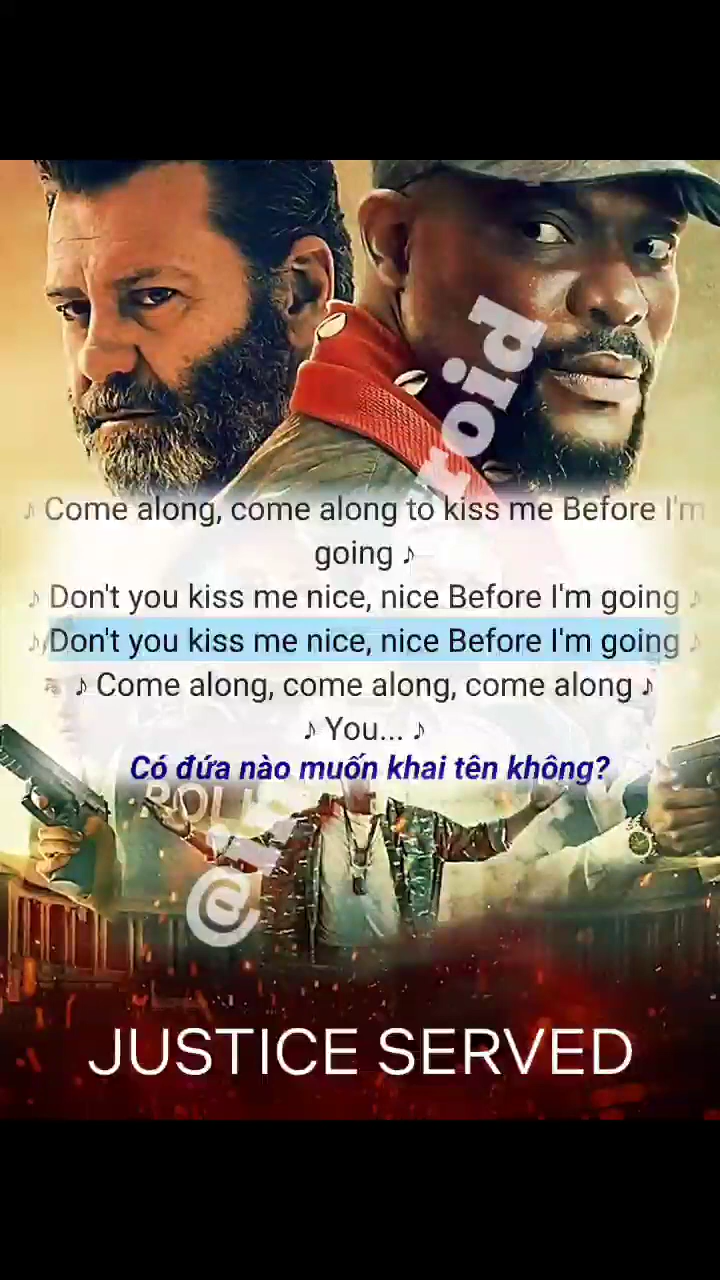 ♪ Come along, come along to kiss me Before I'm
going ♪
♪ Don't you kiss me nice, nice Before I'm going ♪
♪ Don't you kiss me nice, nice Before I'm going ♪
♪ Come along, come along, come along ♪
♪ You... ♪
Có đứa nào muốn khai tên không?
JUSTICE SERVED